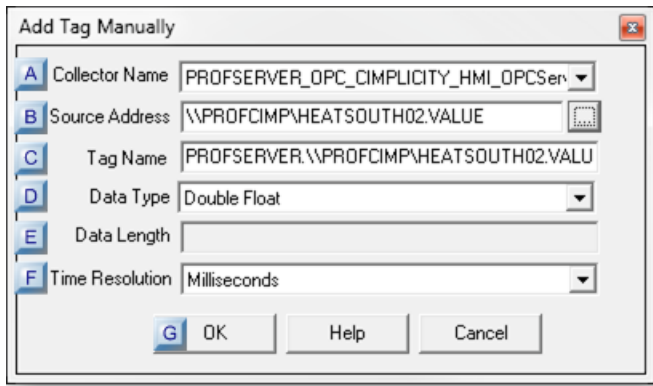 Add Tag Manually
A Collector Name PROFSERVER_OPC_CIMPLICITY_HMI_OPCSer
B Source Address \\PROFCIMP\HEATSOUTH02.VALUE ...
C Tag Name PROFSERVER.\\PROFCIMP\HEATSOUTH02.VALU
D Data Type Double Float
E Data Length
F Time Resolution Milliseconds
G OK Help Cancel